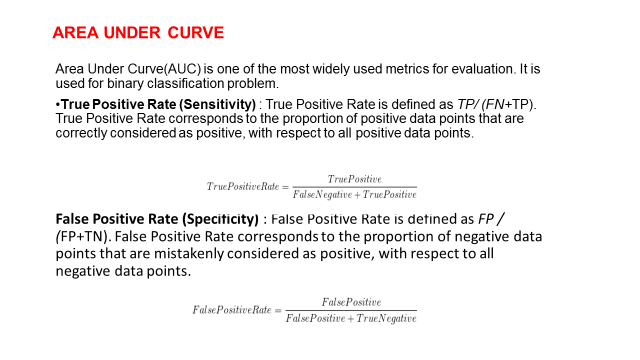 AREA UNDER CURVE
Area Under Curve(AUC) is one of the most widely used metrics for evaluation. It is
used for binary classification problem.
•True Positive Rate (Sensitivity) : True Positive Rate is defined as TP/ (FN+TP).
True Positive Rate corresponds to the proportion of positive data points that are
correctly considered as positive, with respect to all positive data points.
TruePositiveRate = TruePositive / FalseNegative + TruePositive
False Positive Rate (Specificity) : False Positive Rate is defined as FP /
(FP+TN). False Positive Rate corresponds to the proportion of negative data
points that are mistakenly considered as positive, with respect to all
negative data points.
FalsePositiveRate = FalsePositive / FalsePositive + TrueNegative